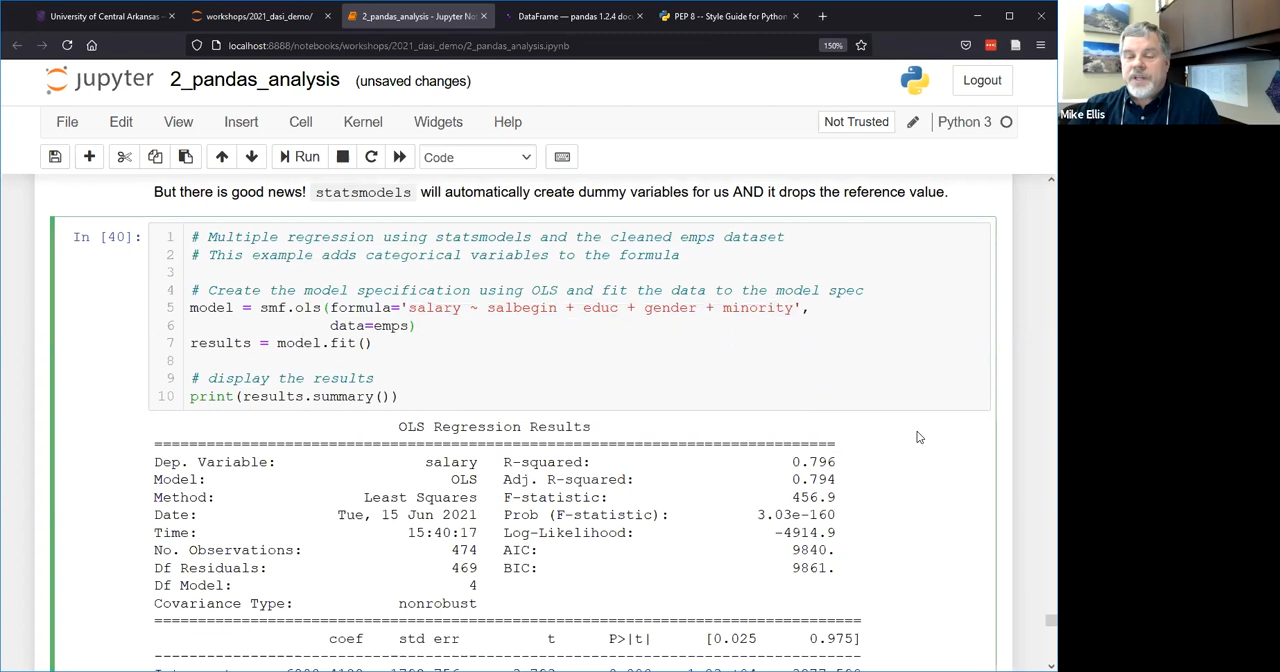 University of Central Arkansas
workshops/2021_dasi_demo/
2_pandas_analysis - Jupyter No
DataFrame — pandas 1.2.4 doc
PEP 8 -- Style Guide for Python
localhost:8888/notebooks/workshops/2021_dasi_demo/2_pandas_analysis.ipynb
150%
jupyter 2_pandas_analysis (unsaved changes)
Logout
File Edit View Insert Cell Kernel Widgets Help
Not Trusted
Python 3
Run
Code
Mike Ellis
But there is good news! statsmodels will automatically create dummy variables for us AND it drops the reference value.
In [40]:
1 # Multiple regression using statsmodels and the cleaned emps dataset
2 # This example adds categorical variables to the formula
3
4 # Create the model specification using OLS and fit the data to the model spec
5 model = smf.ols(formula='salary ~ salbegin + educ + gender + minority',
6 data=emps)
7 results = model.fit()
8
9 # display the results
10 print(results.summary())
OLS Regression Results
==============================================================================
Dep. Variable: salary R-squared: 0.796
Model: OLS Adj. R-squared: 0.794
Method: Least Squares F-statistic: 456.9
Date: Tue, 15 Jun 2021 Prob (F-statistic): 3.03e-160
Time: 15:40:17 Log-Likelihood: -4914.9
No. Observations: 474 AIC: 9840.
Df Residuals: 469 BIC: 9861.
Df Model: 4
Covariance Type: nonrobust
=================================================================================
coef std err t P>|t| [0.025 0.975]
---------------------------------------------------------------------------------